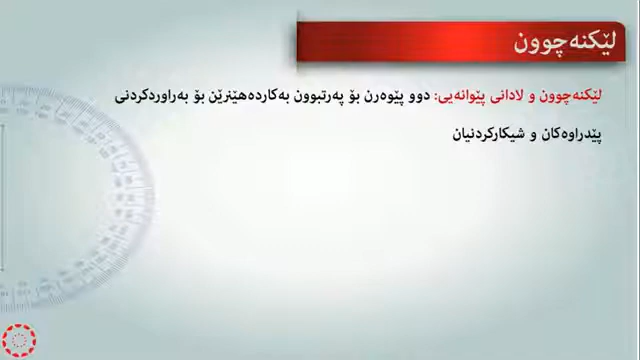 لێکنەچوون
لێکنەچوون و لادانی پێوانەیی: دوو پێوەرن بۆ پەرتبوون بەکاردەهێنرێن بۆ بەراوردکردنی
پێدراوەکان و شیکارکردنیان